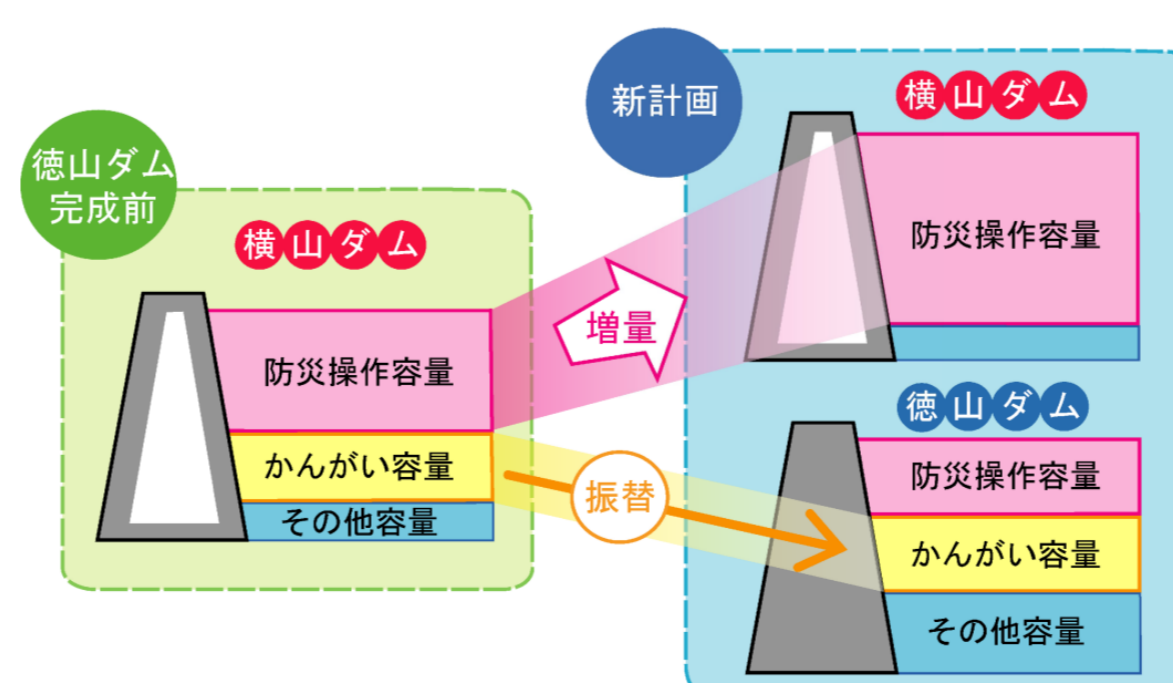 徳山ダム
完成前
横山ダム
防災操作容量
かんがい容量
その他容量
増量
振替
新計画
横山ダム
防災操作容量
徳山ダム
防災操作容量
かんがい容量
その他容量